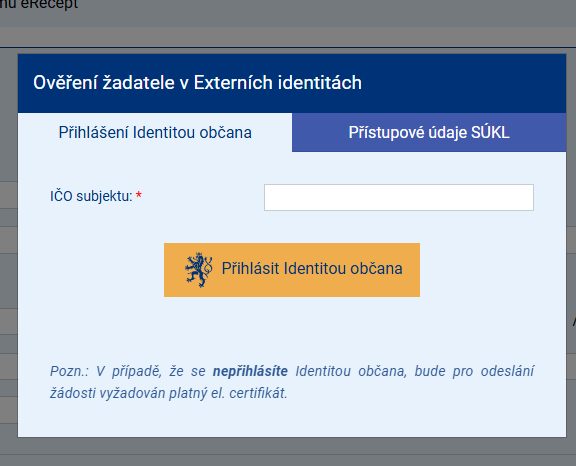 mu eRecept
Ověření žadatele v Externích identitách
Přihlášení Identitou občana
Přístupové údaje SÚKL
IČO subjektu: *
Přihlásit Identitou občana
Pozn.: V případě, že se nepřihlásíte Identitou občana, bude pro odeslání
žádosti vyžadován platný el. certifikát.